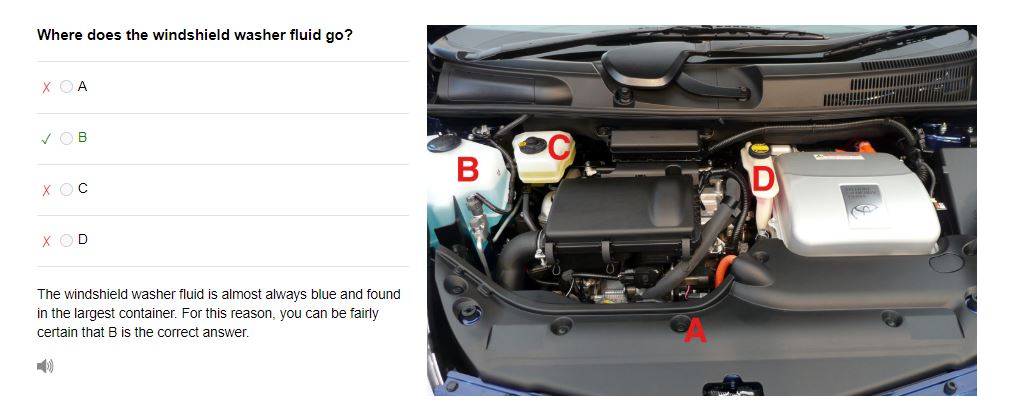 Where does the windshield washer fluid go?
✗ A
✓ B
✗ C
✗ D
The windshield washer fluid is almost always blue and found
in the largest container. For this reason, you can be fairly
certain that B is the correct answer.
B
C
D
A